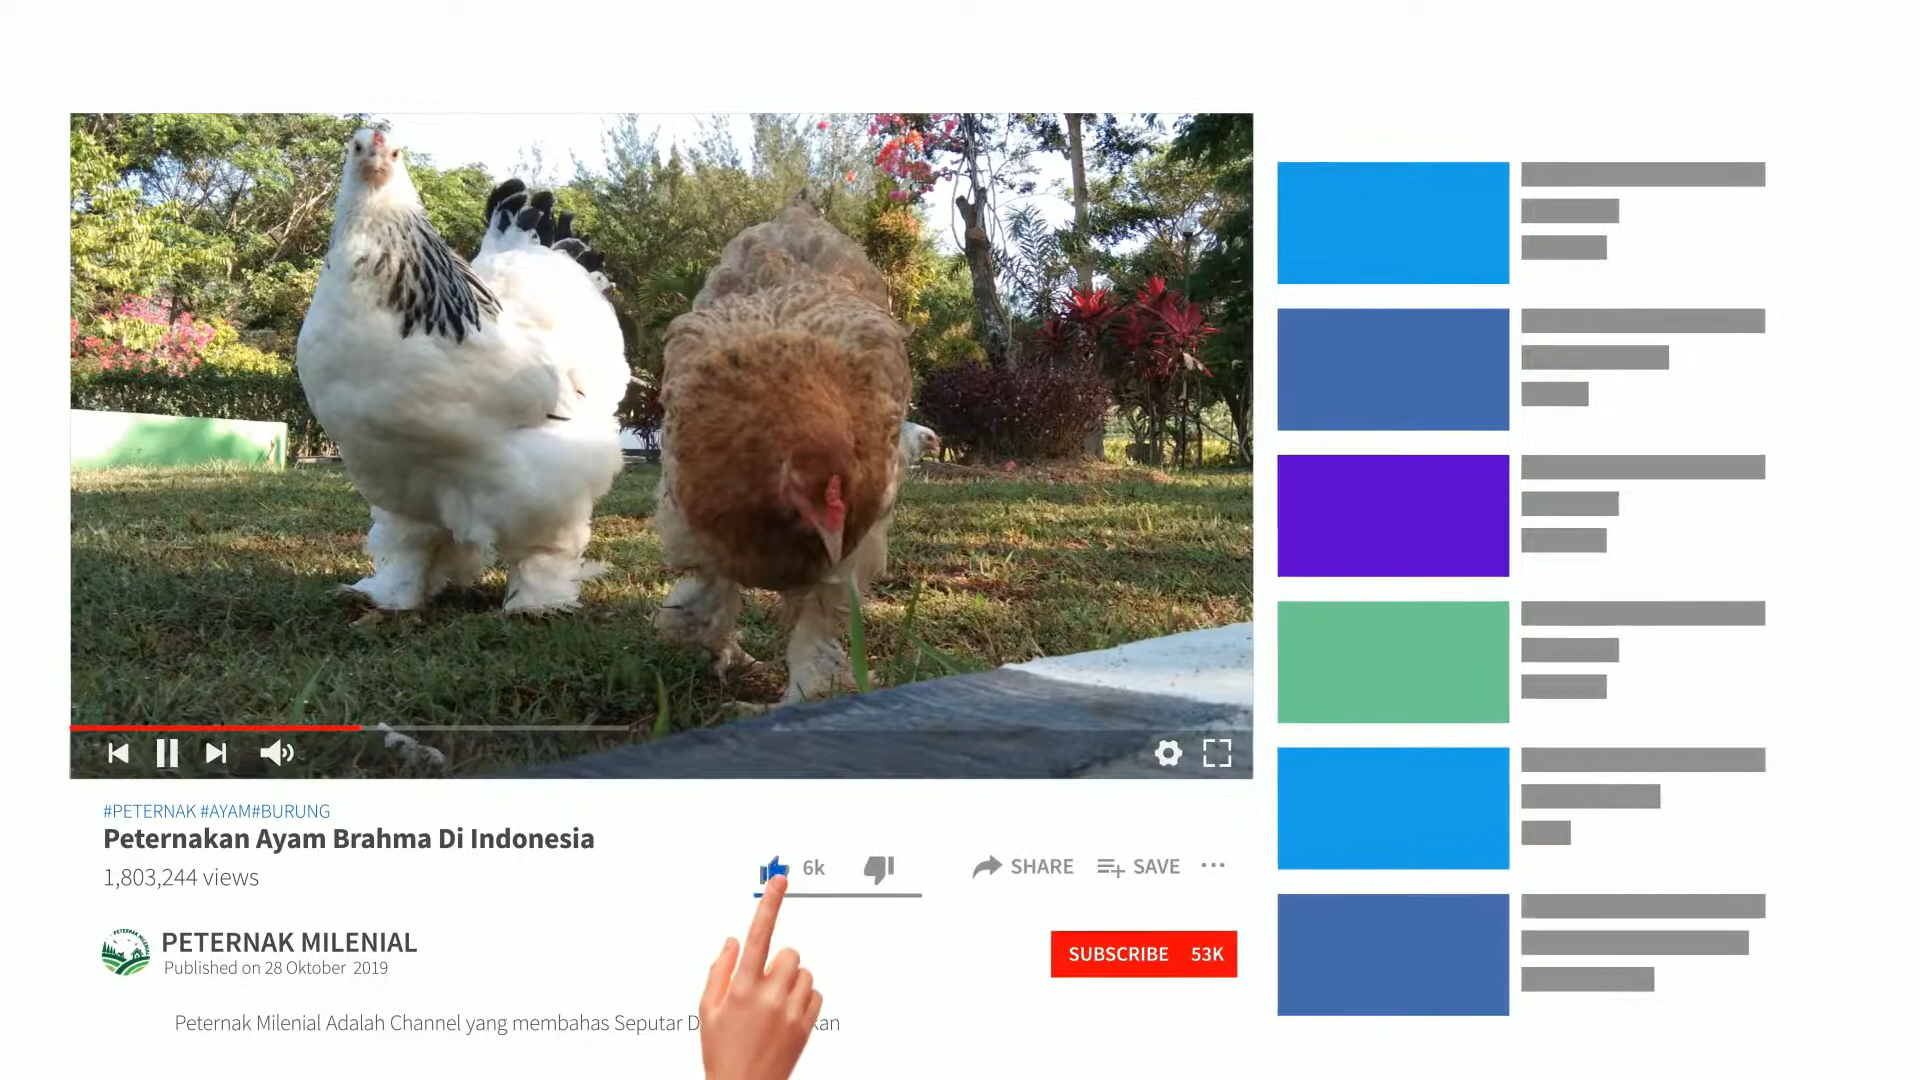 #PETERNAK #AYAM#BURUNG
Peternakan Ayam Brahma Di Indonesia
1,803,244 views
6k
SHARE
SAVE
PETERNAK MILENIAL
Published on 28 Oktober 2019
SUBSCRIBE 53K
Peternak Milenial Adalah Channel yang membahas Seputar